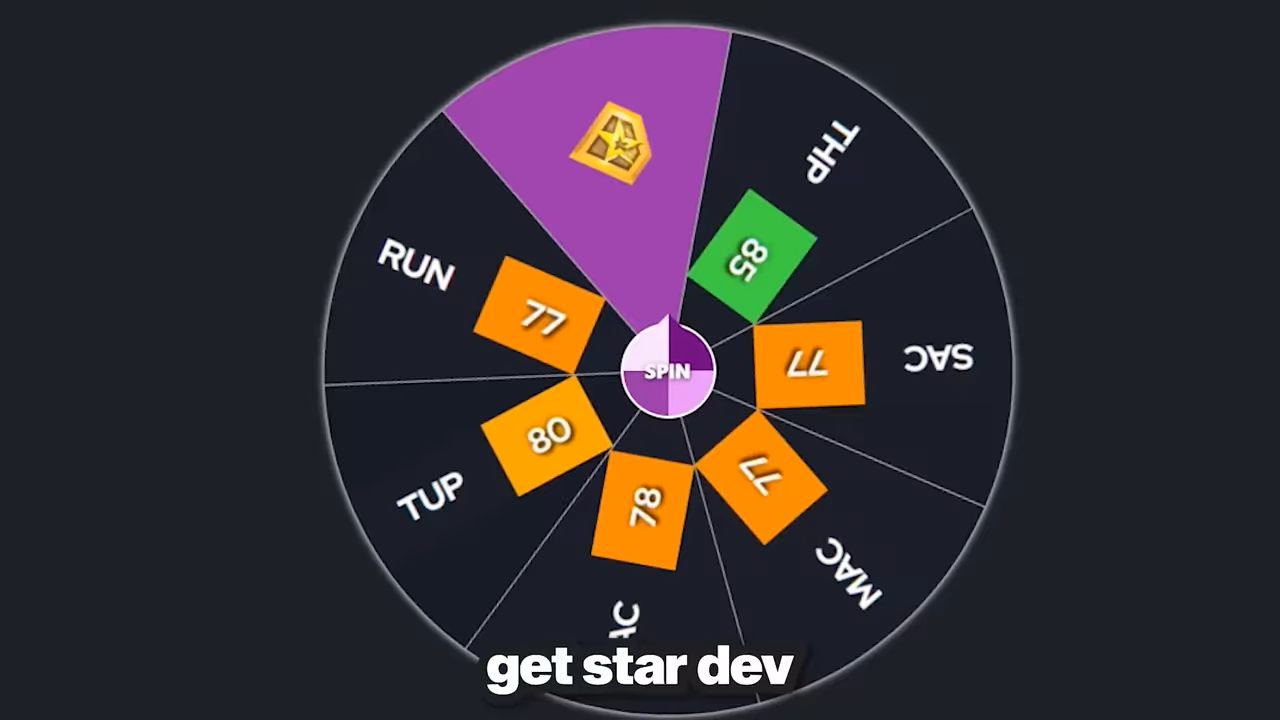 THP
85
SAC
77
MAC
77
78
80
TUP
77
RUN
SPIN
get star dev